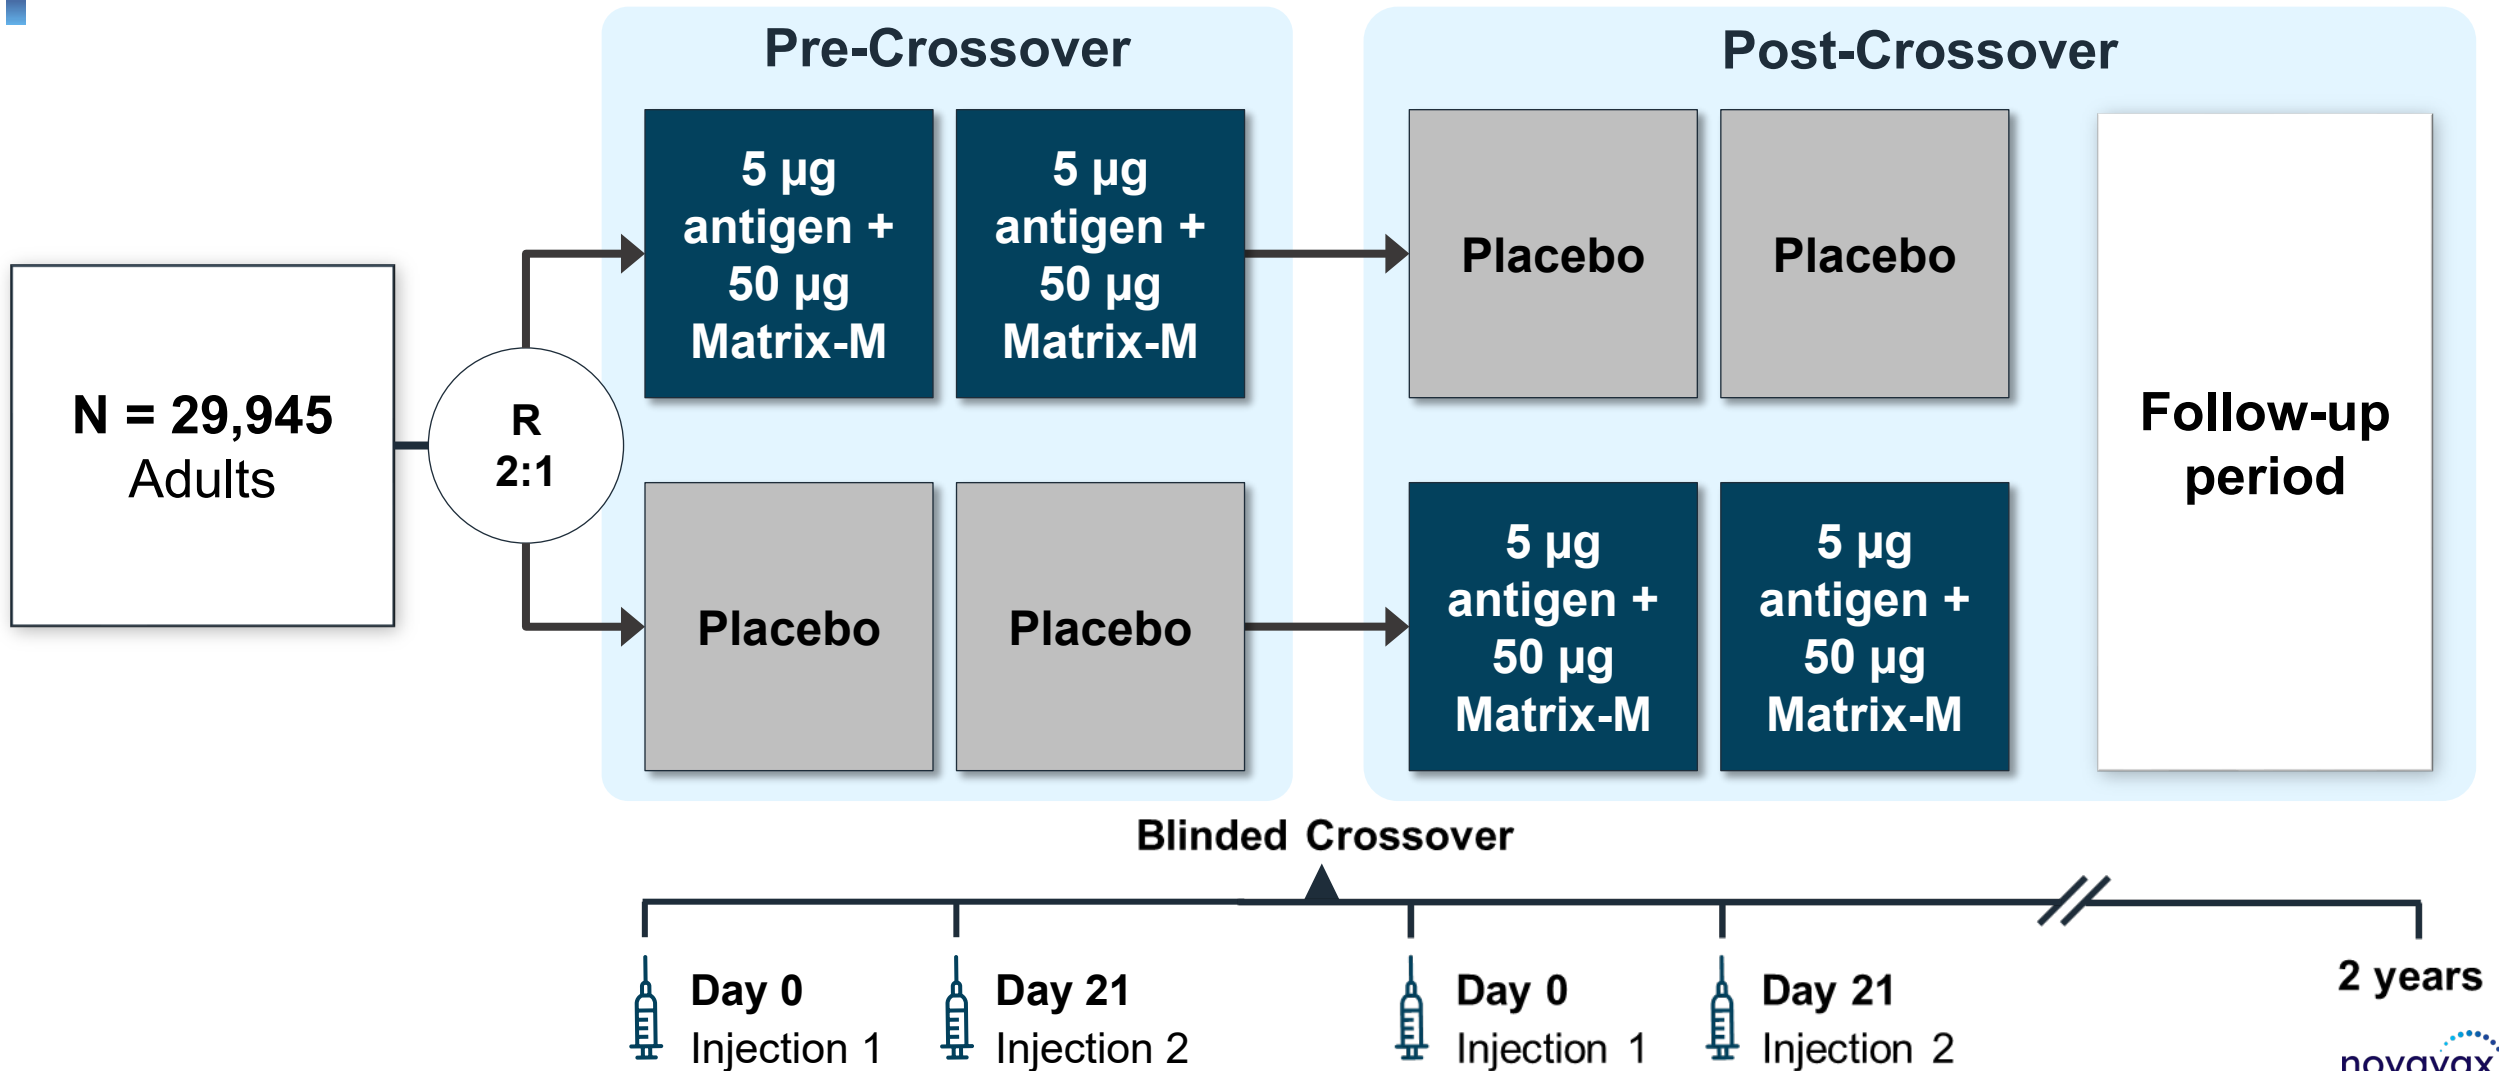 Pre-Crossover
Post-Crossover
N = 29,945
Adults
R
2:1
5 µg
antigen +
50 µg
Matrix-M
5 µg
antigen +
50 µg
Matrix-M
Placebo
Placebo
Placebo
Placebo
5 µg
antigen +
50 µg
Matrix-M
5 µg
antigen +
50 µg
Matrix-M
Follow-up
period
Blinded Crossover
Day 0
Injection 1
Day 21
Injection 2
Day 0
Injection 1
Day 21
Injection 2
2 years
novavax